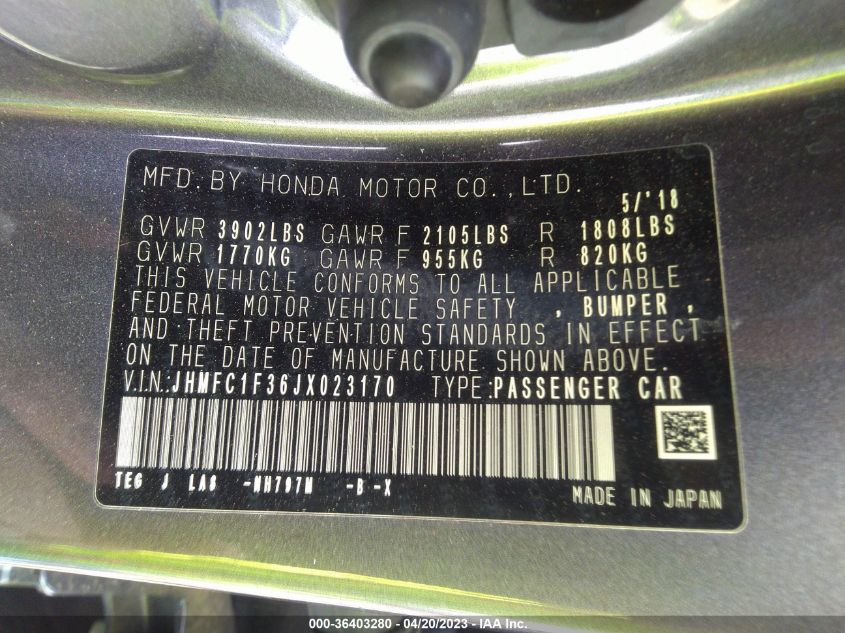 MFD. BY HONDA MOTOR CO., LTD. 5/'18
GVWR 3902LBS GAWR F 2105LBS R 1808LBS
GVWR 1770KG GAWR F 955KG R 820KG
THIS VEHICLE CONFORMS TO ALL APPLICABLE
FEDERAL MOTOR VEHICLE SAFETY , BUMPER ,
AND THEFT PREVENTION STANDARDS IN EFFECT
ON THE DATE OF MANUFACTURE SHOWN ABOVE.
V.I.N.:JHMFC1F36JX023170 TYPE:PASSENGER CAR
TEG J LA8 -NH797M -B -X
MADE IN JAPAN
000-36403280 - 04/20/2023 - IAAI.COM